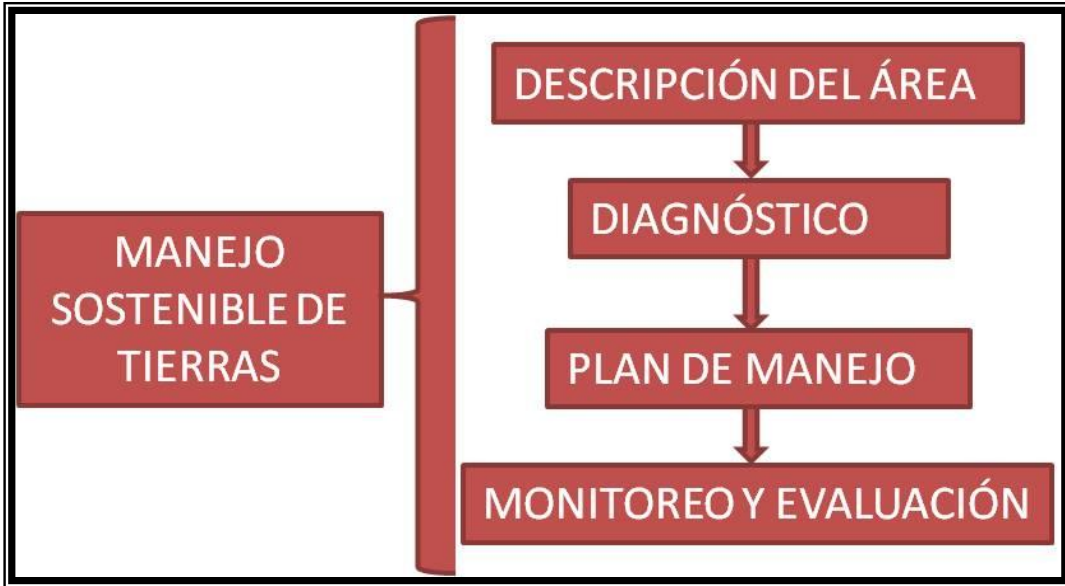 MANEJO
SOSTENIBLE DE
TIERRAS
DESCRIPCIÓN DEL ÁREA
DIAGNÓSTICO
PLAN DE MANEJO
MONITOREO Y EVALUACIÓN